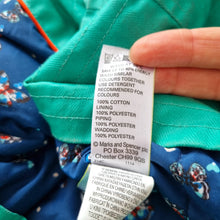 WITH SIMILAR
COLOURS TOGETHER
USE DETERGENT
RECOMMENDED FOR
COLOURS
100% COTTON
LINING
100% POLYESTER
PIPING
100% POLYESTER
WADDING
100% POLYESTER
© Marks and Spencer plc
PO Box 3339
Chester CH99 9QS